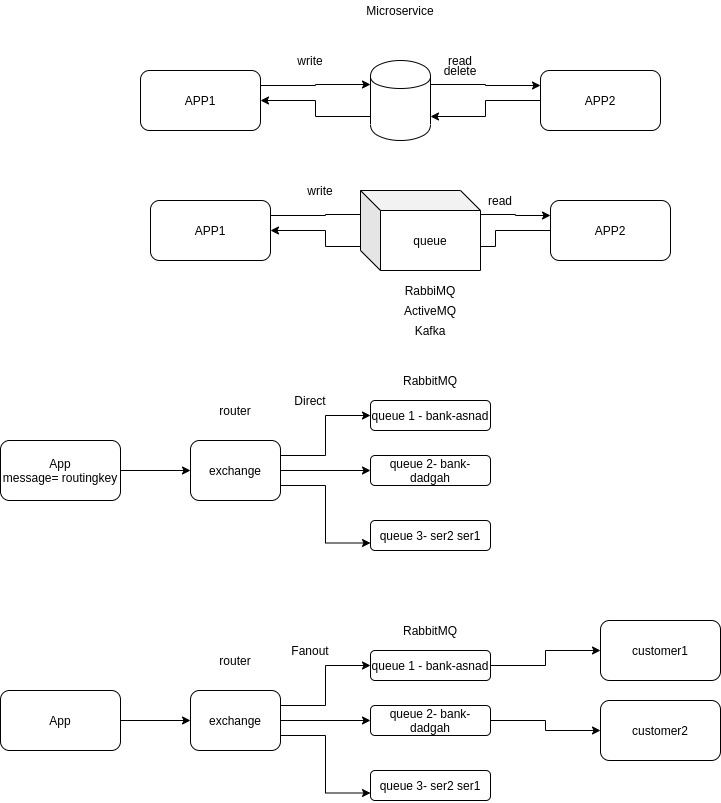 Microservice
write
read
delete
APP1
APP2
write
read
APP1
queue
APP2
RabbiMQ
ActiveMQ
Kafka
RabbitMQ
Direct
router
queue 1 - bank-asnad
App
message= routingkey
exchange
queue 2- bank-
dadgah
queue 3- ser2 ser1
RabbitMQ
Fanout
router
queue 1 - bank-asnad
customer1
App
exchange
queue 2- bank-
dadgah
customer2
queue 3- ser2 ser1